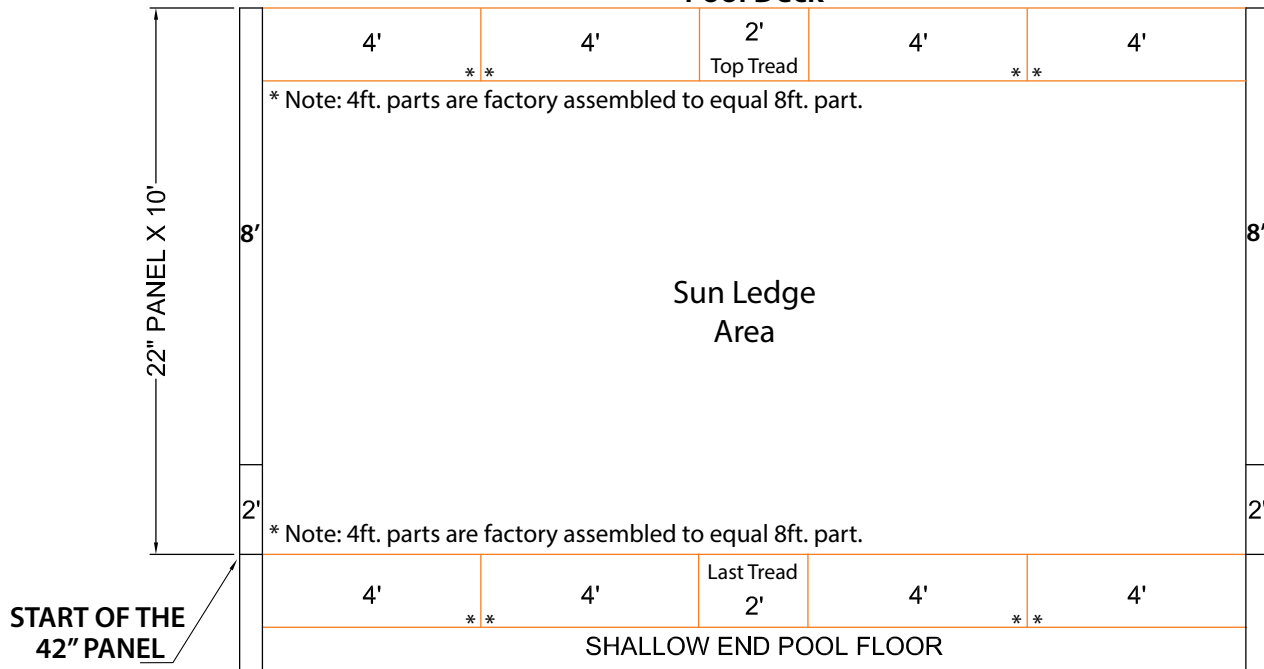 4' 4' 2' 4' 4'
Top Tread
* * * *
* Note: 4ft. parts are factory assembled to equal 8ft. part.
22" PANEL X 10'
8'
8'
Sun Ledge
Area
2'
2'
* Note: 4ft. parts are factory assembled to equal 8ft. part.
Last Tread
4' 4' 2' 4' 4'
* * * *
START OF THE
42" PANEL
SHALLOW END POOL FLOOR